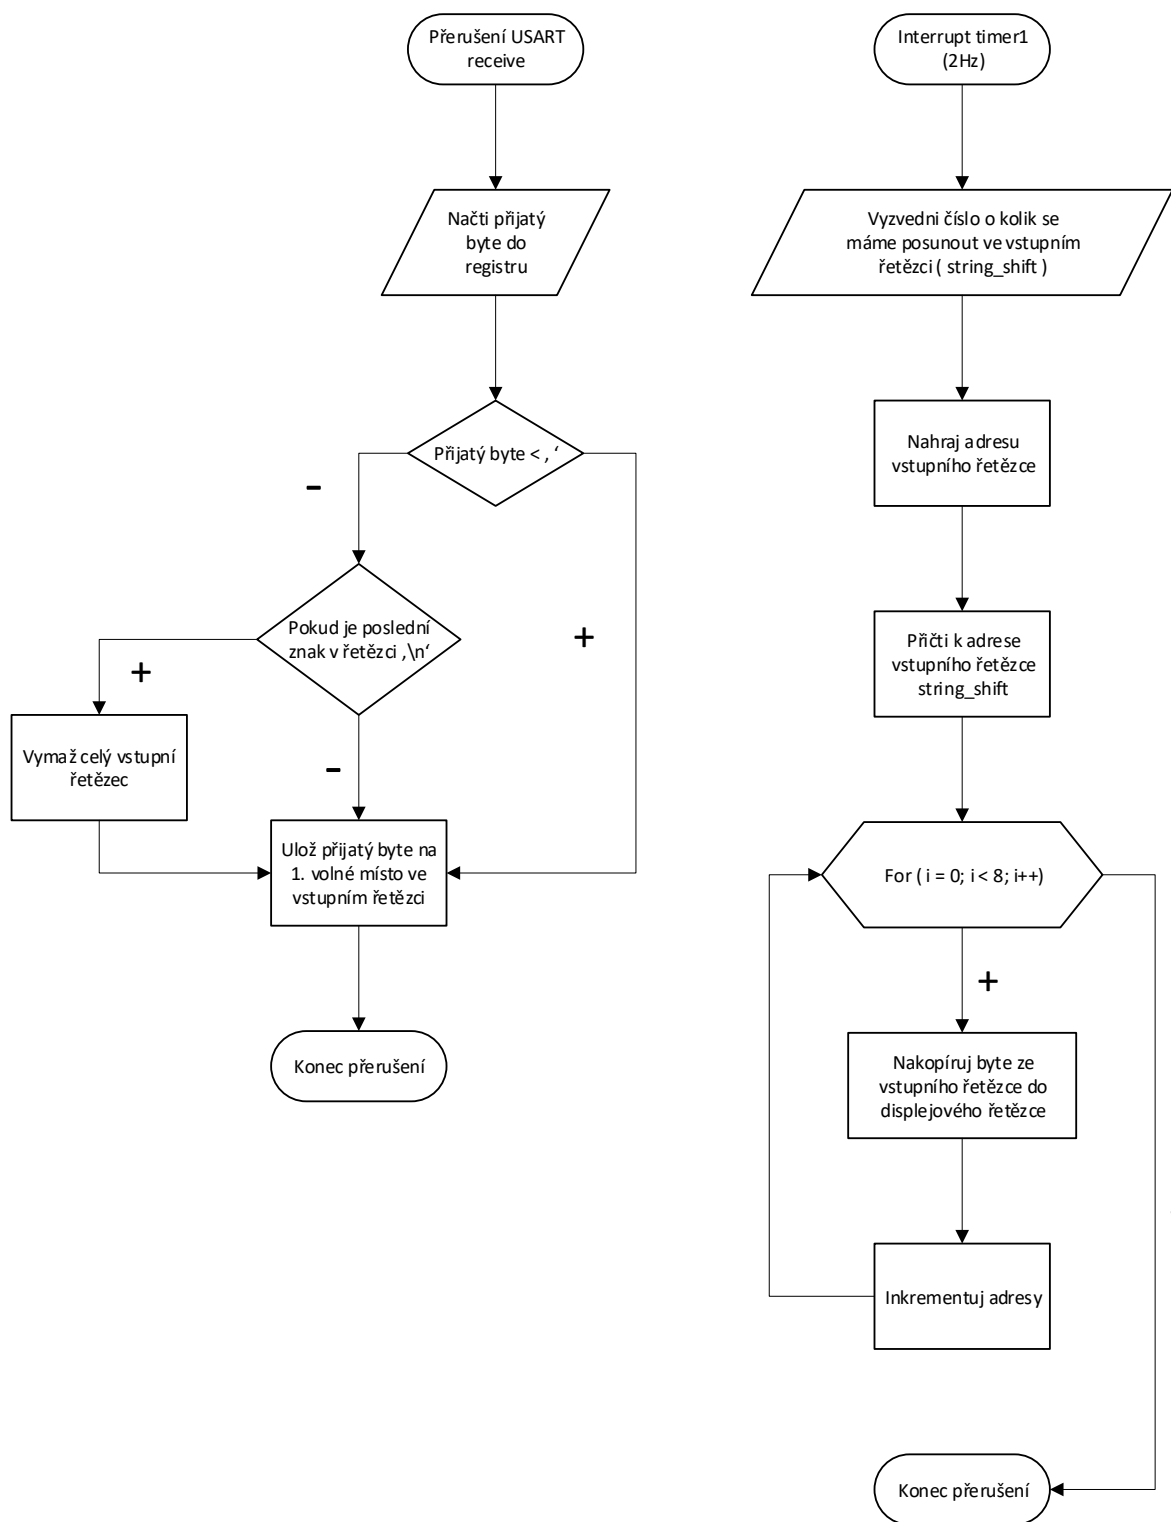 Přerušení USART
receive
Načti přijatý
byte do
registru
Přijatý byte < , ‘
-
+
Pokud je poslední
znak v řetězci ,\n‘
+
-
Vymaž celý vstupní
řetězec
Ulož přijatý byte na
1. volné místo ve
vstupním řetězci
Konec přerušení
Interrupt timer1
(2Hz)
Vyzvedni číslo o kolik se
máme posunout ve vstupním
řetězci ( string_shift )
Nahraj adresu
vstupního řetězce
Přičti k adrese
vstupního řetězce
string_shift
For ( i = 0; i < 8; i++)
+
Nakopíruj byte ze
vstupního řetězce do
displejového řetězce
Inkrementuj adresy
Konec přerušení